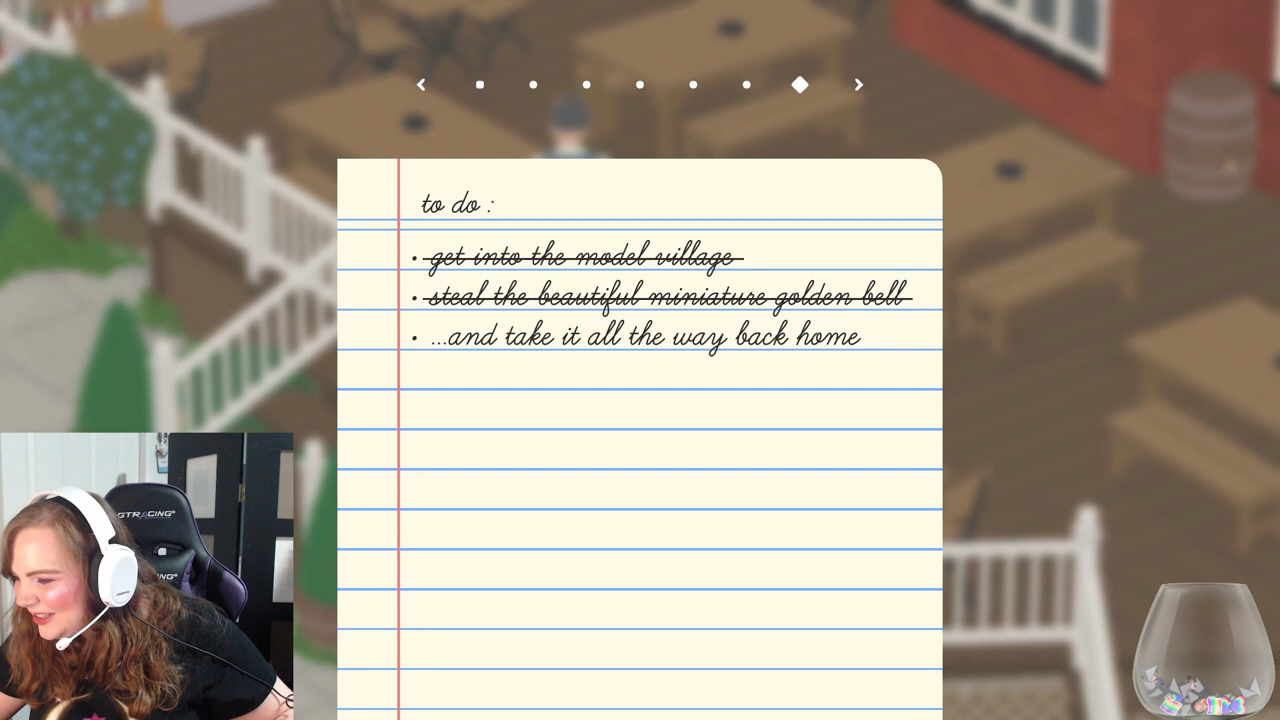 to do :
• get into the model village
• steal the beautiful miniature golden bell
• ...and take it all the way back home
GTRACING